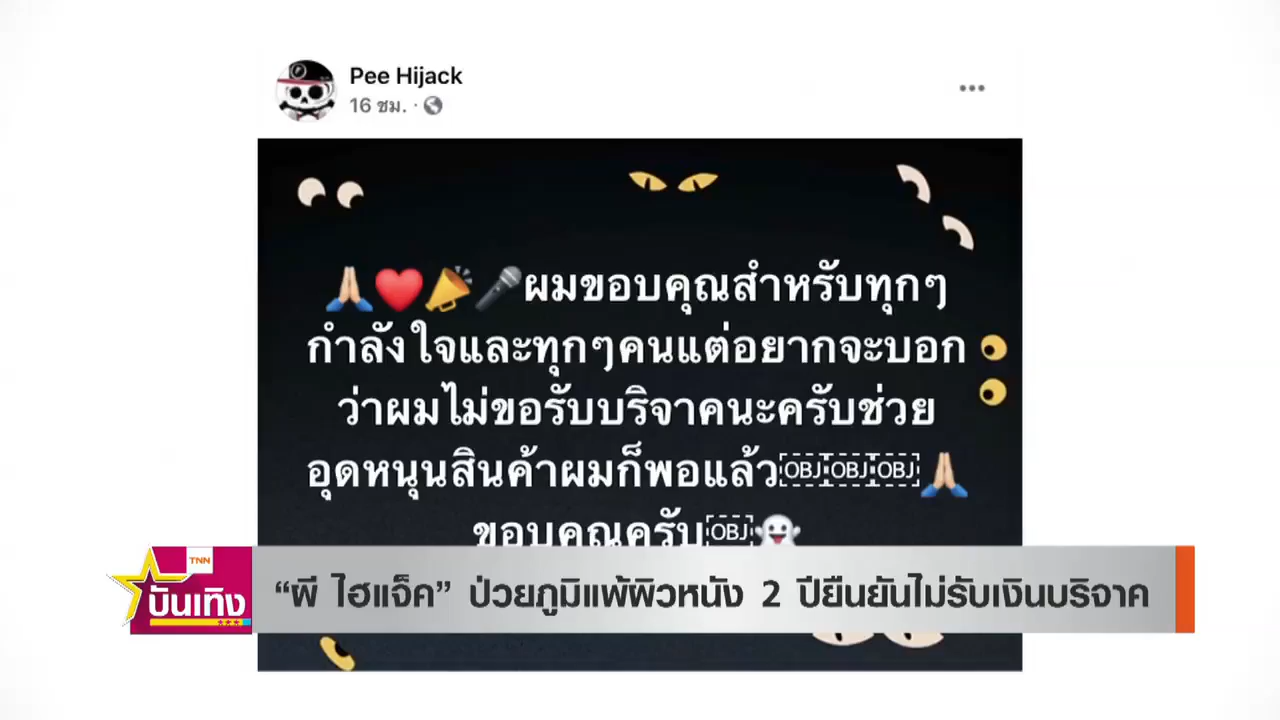 Pee Hijack
16 ชม. ·
🙏🏻❤️📣🎤ผมขอบคุณสำหรับทุกๆ
กำลังใจและทุกๆคนแต่อยากจะบอก
ว่าผมไม่ขอรับบริจาคนะครับช่วย
อุดหนุนสินค้าผมก็พอแล้ว￼￼￼🙏🏻
ขอบคุณครับ￼👻
TNN
บันเทิง
“ผี ไฮแจ็ค” ป่วยภูมิแพ้ผิวหนัง 2 ปียืนยันไม่รับเงินบริจาค